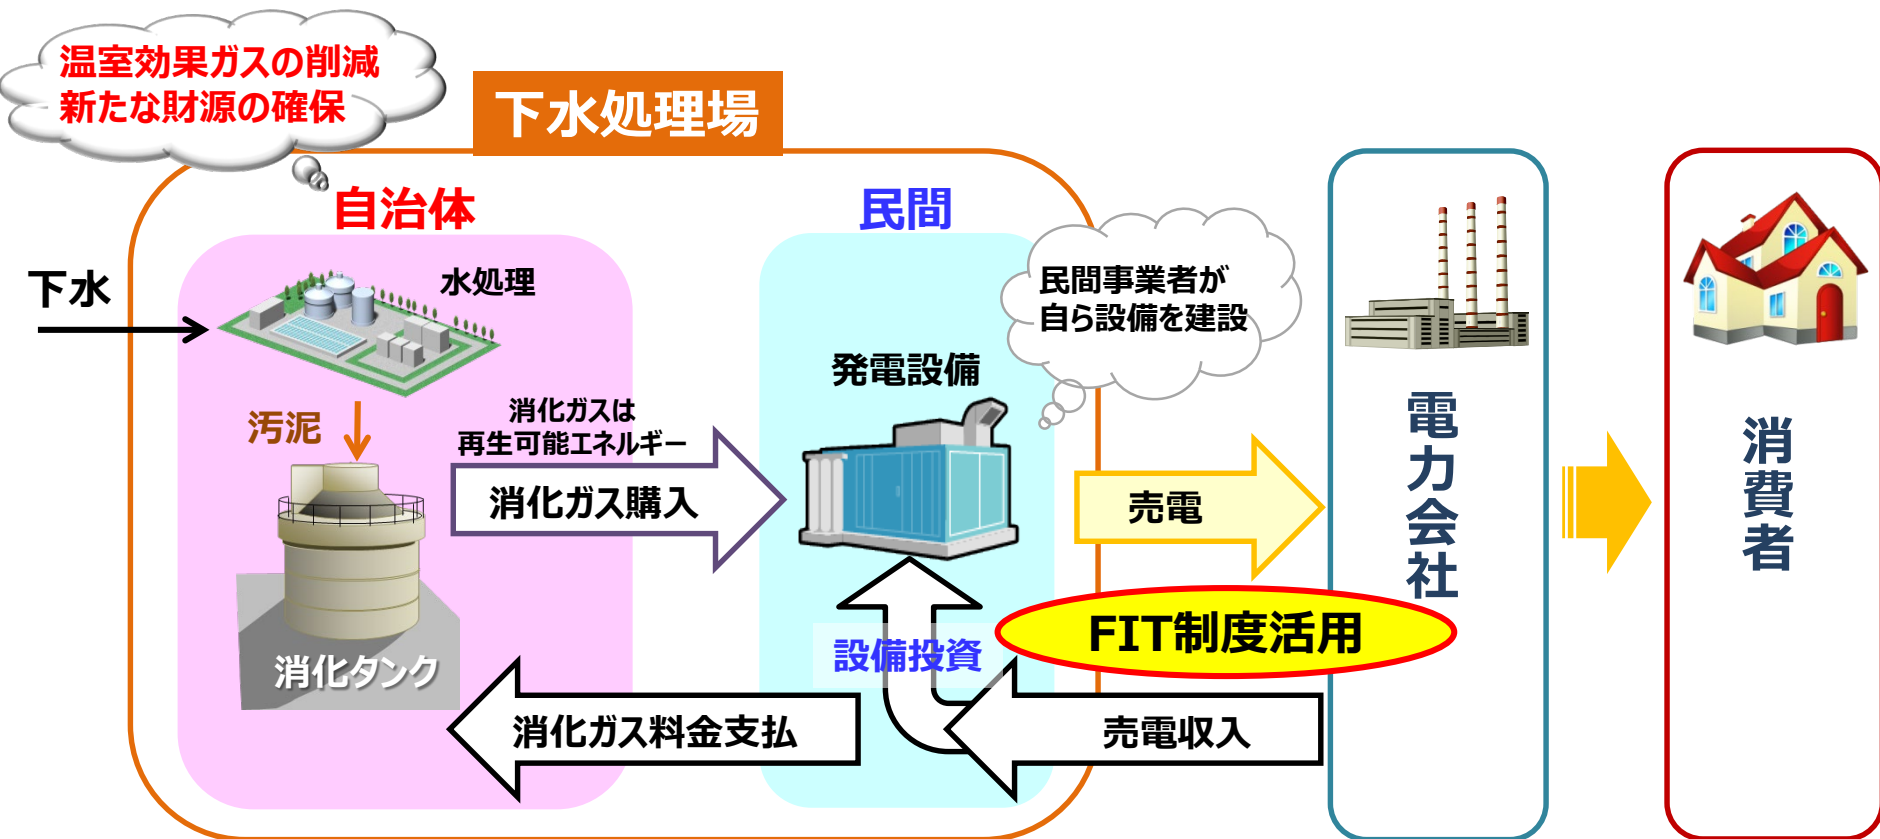 温室効果ガスの削減
新たな財源の確保
下水処理場
自治体
民間
下水
水処理
民間事業者が
自ら設備を建設
発電設備
汚泥
消化ガスは
再生可能エネルギー
消化ガス購入
売電
電力会社
消費者
FIT制度活用
設備投資
消化タンク
消化ガス料金支払
売電収入